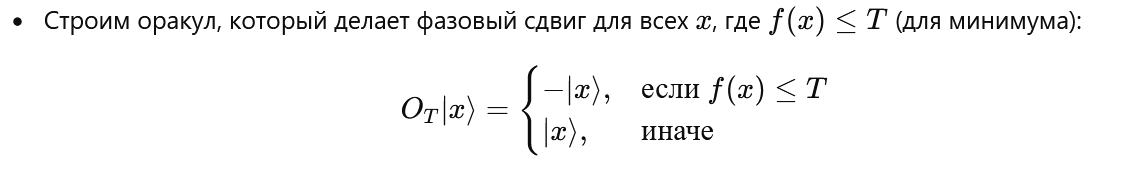 • Строим оракул, который делает фазовый сдвиг для всех x, где f(x) ≤ T (для минимума):
O_T|x⟩ = { −|x⟩, если f(x) ≤ T
|x⟩, иначе